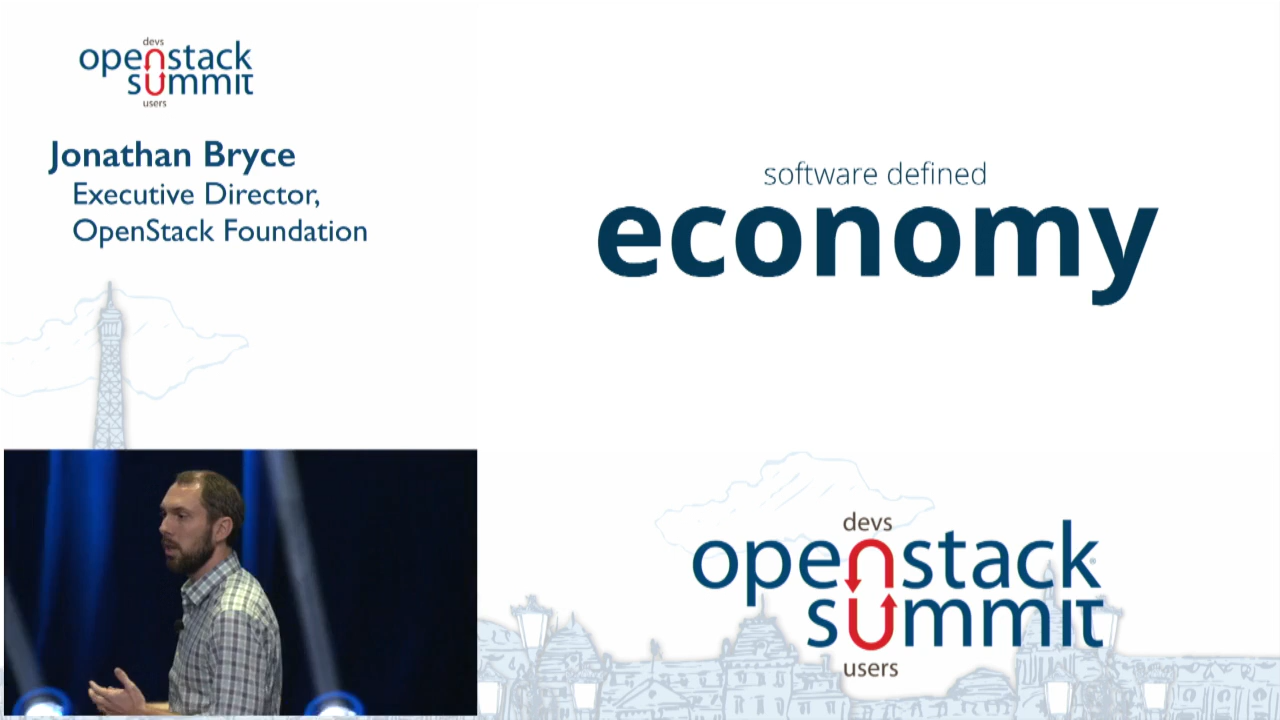 devs
openstack
summit
users
Jonathan Bryce
Executive Director,
OpenStack Foundation
software defined
economy
devs
openstack®
summit
users